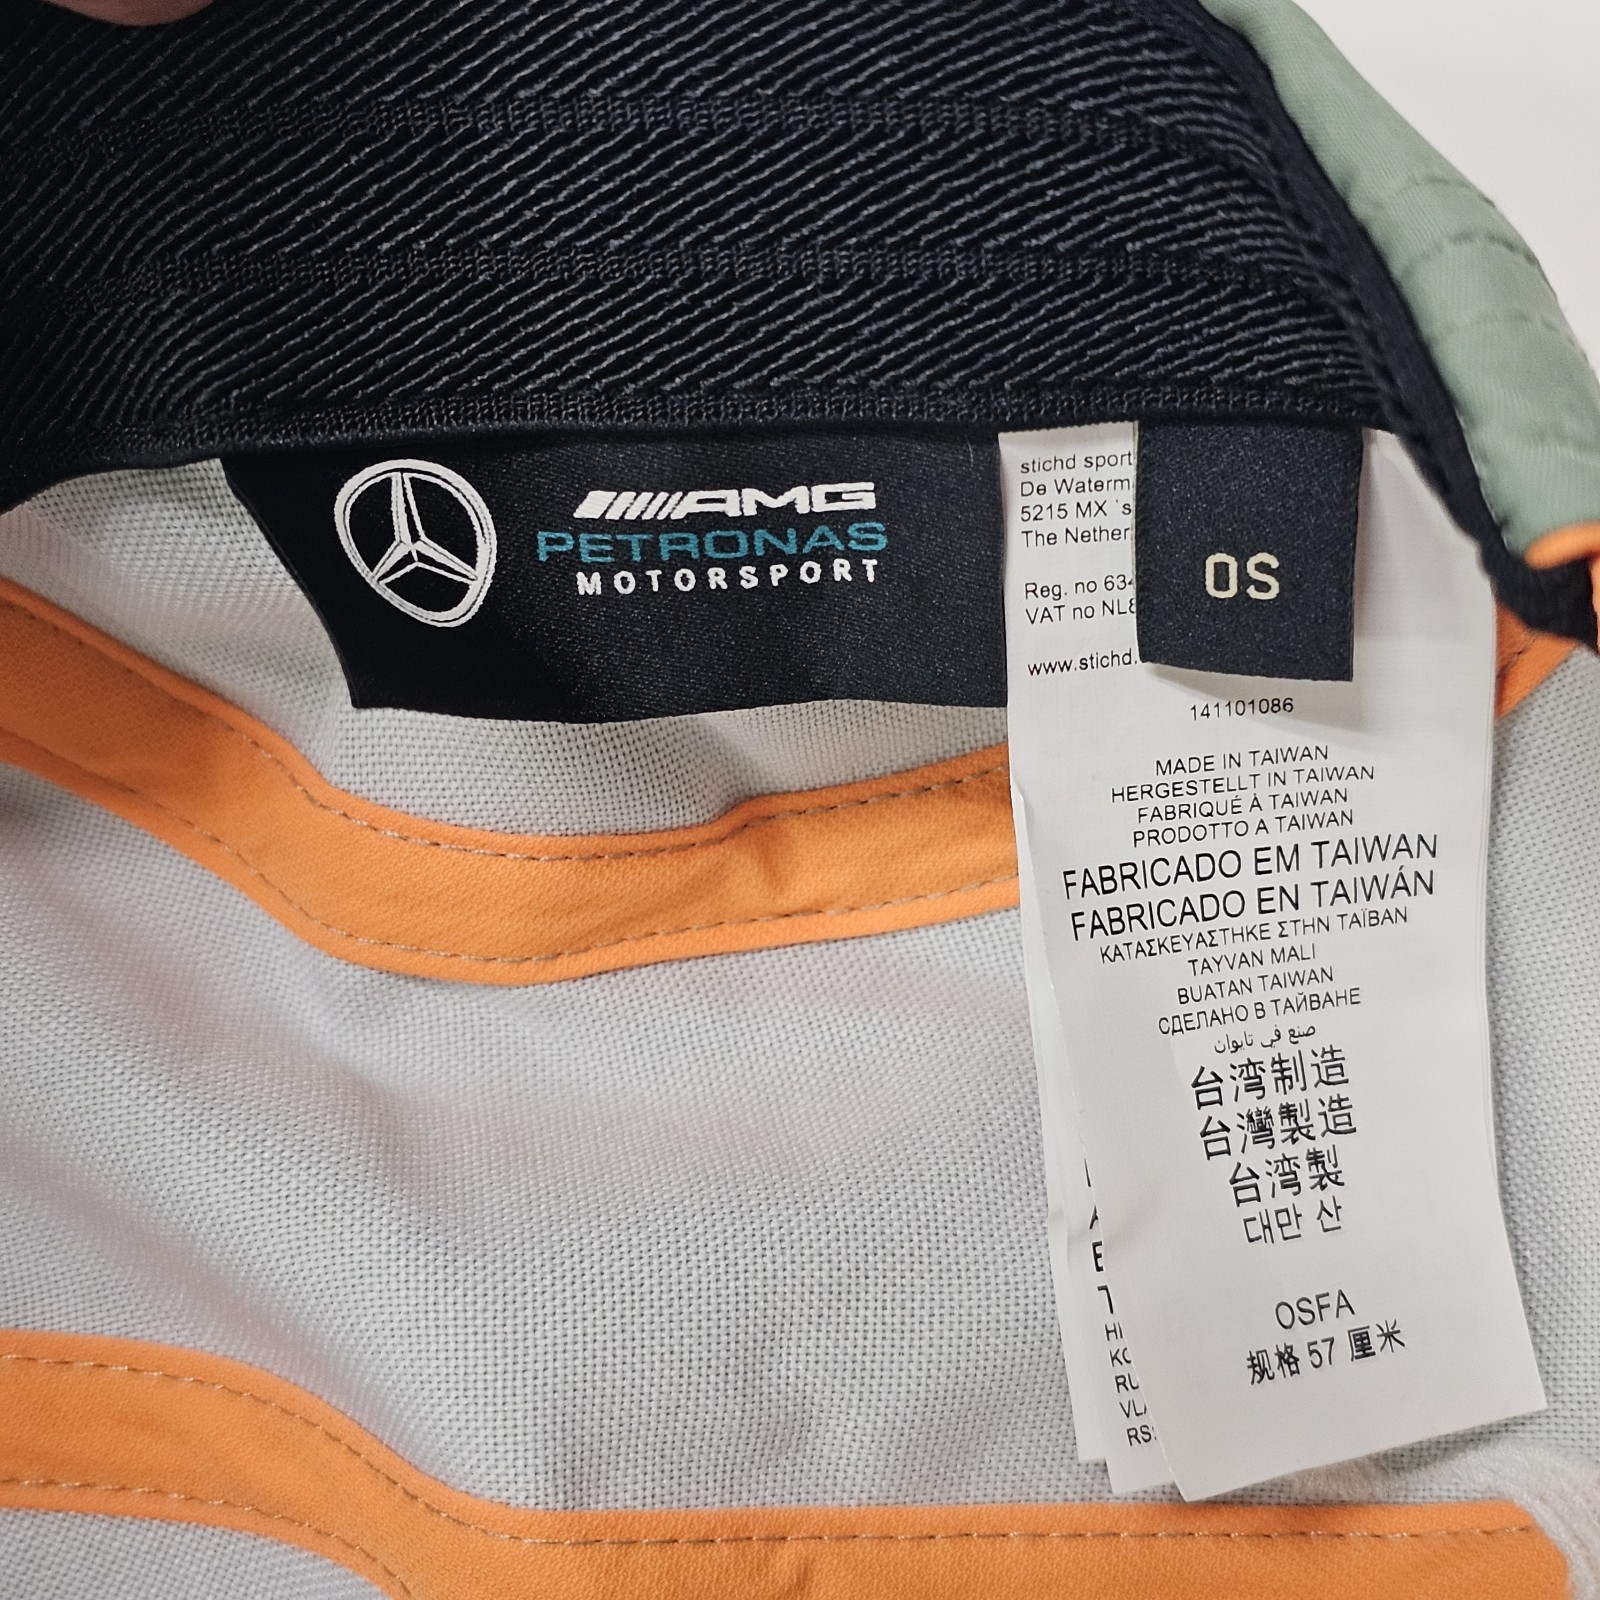 AMG
PETRONAS
MOTORSPORT
stichd sport
De Waterm
5215 MX 's
The Nether
Reg. no 634
VAT no NL8
www.stichd.
OS
141101086
MADE IN TAIWAN
HERGESTELLT IN TAIWAN
FABRIQUÉ À TAIWAN
PRODOTTO A TAIWAN
FABRICADO EM TAIWAN
FABRICADO EN TAIWÁN
ΚΑΤΑΣΚΕΥΑΣΤΗΚΕ ΣΤΗΝ ΤΑΪΒΑΝ
TAYVAN MALI
BUATAN TAIWAN
СДЕЛАНО В ТАЙВАНЕ
صنع في تايوان
台湾制造
台灣製造
台湾製
대만 산
OSFA
规格 57 厘米